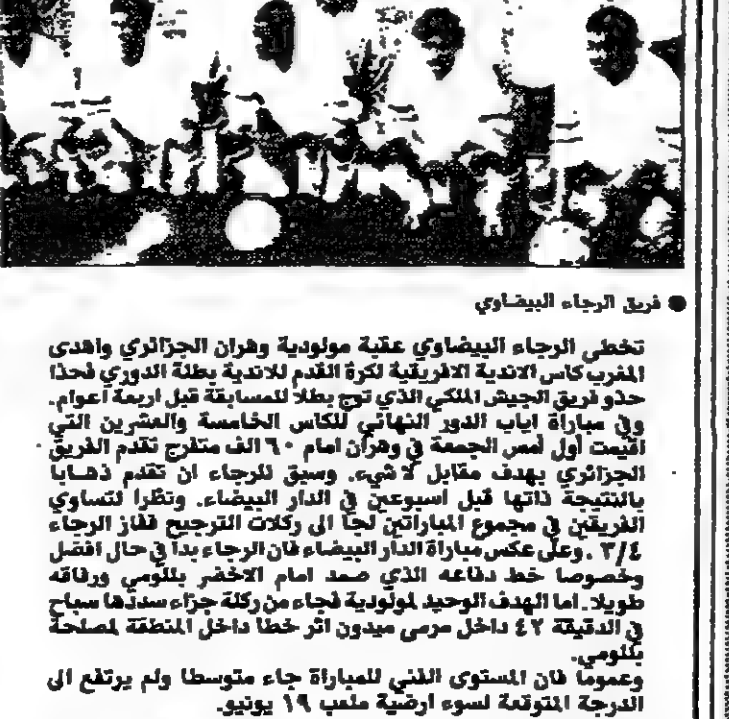 ● فريق الرجاء البيضاوي
تخطى الرجاء البيضاوي عقبة مولودية وهران الجزائري واهدى
المغرب كاس الاندية الافريقية لكرة القدم للاندية بطلة الدوري فحذا
حذو فريق الجيش الملكي الذي توج بطلا للمسابقة قبل اربعة اعوام.
وفي مباراة اياب الدور النهائي للكاس الخامسة والعشرين التي
اقيمت أول أمس الجمعة في وهران امام ٦٠ الف متفرج تقدم الفريق
الجزائري بهدف مقابل لا شيء. وسبق للرجاء ان تقدم ذهابا
بالنتيجة ذاتها قبل اسبوعين في الدار البيضاء. ونظرا لتساوي
الفريقين في مجموع المباراتين لجا الى ركلات الترجيح ففاز الرجاء
٣/٤. وعلى عكس مباراة الدار البيضاء فان الرجاء بدا في حال افضل
وخصوصا خط دفاعه الذي صمد امام الاخضر بللومي ورفاقه
طويلا. اما الهدف الوحيد لمولودية فجاء من ركلة جزاء سددها سباح
في الدقيقة ٤٢ داخل مرمى ميدون اثر خطا داخل المنطقة لمصلحة
بللومي.
وعموما فان المستوى الفني للمباراة جاء متوسطا ولم يرتفع الى
الدرجة المتوقعة لسوء ارضية ملعب ١٩ يونيو.